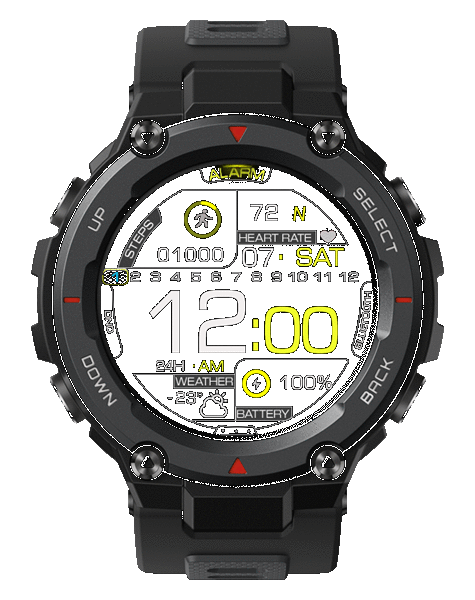 ALARM
UP
SELECT
STEPS
72 N
HEART RATE
01000
07. SAT
2 3 4 5 6 7 8 9 10 11 12
12:00
24H :AM
WEATHER
-23°
100%
BATTERY
DOWN
BACK